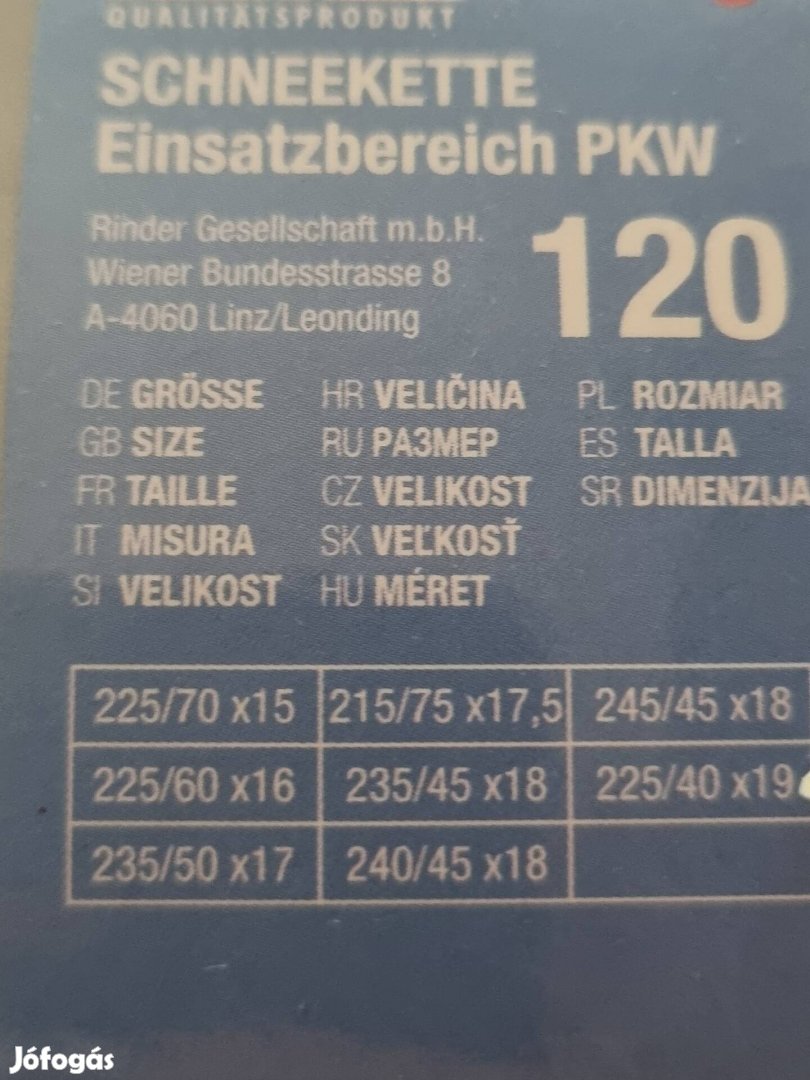 QUALITÄTSPRODUKT
SCHNEEKETTE
Einsatzbereich PKW
Rinder Gesellschaft m.b.H.
Wiener Bundesstrasse 8
A-4060 Linz/Leonding
120
DE GRÖSSE HR VELIČINA PL ROZMIAR
GB SIZE RU РАЗМЕР ES TALLA
FR TAILLE CZ VELIKOST SR DIMENZIJA
IT MISURA SK VEĽKOSŤ
SI VELIKOST HU MÉRET
225/70 x15 215/75 x17,5 245/45 x18
225/60 x16 235/45 x18 225/40 x19
235/50 x17 240/45 x18
Jófogás